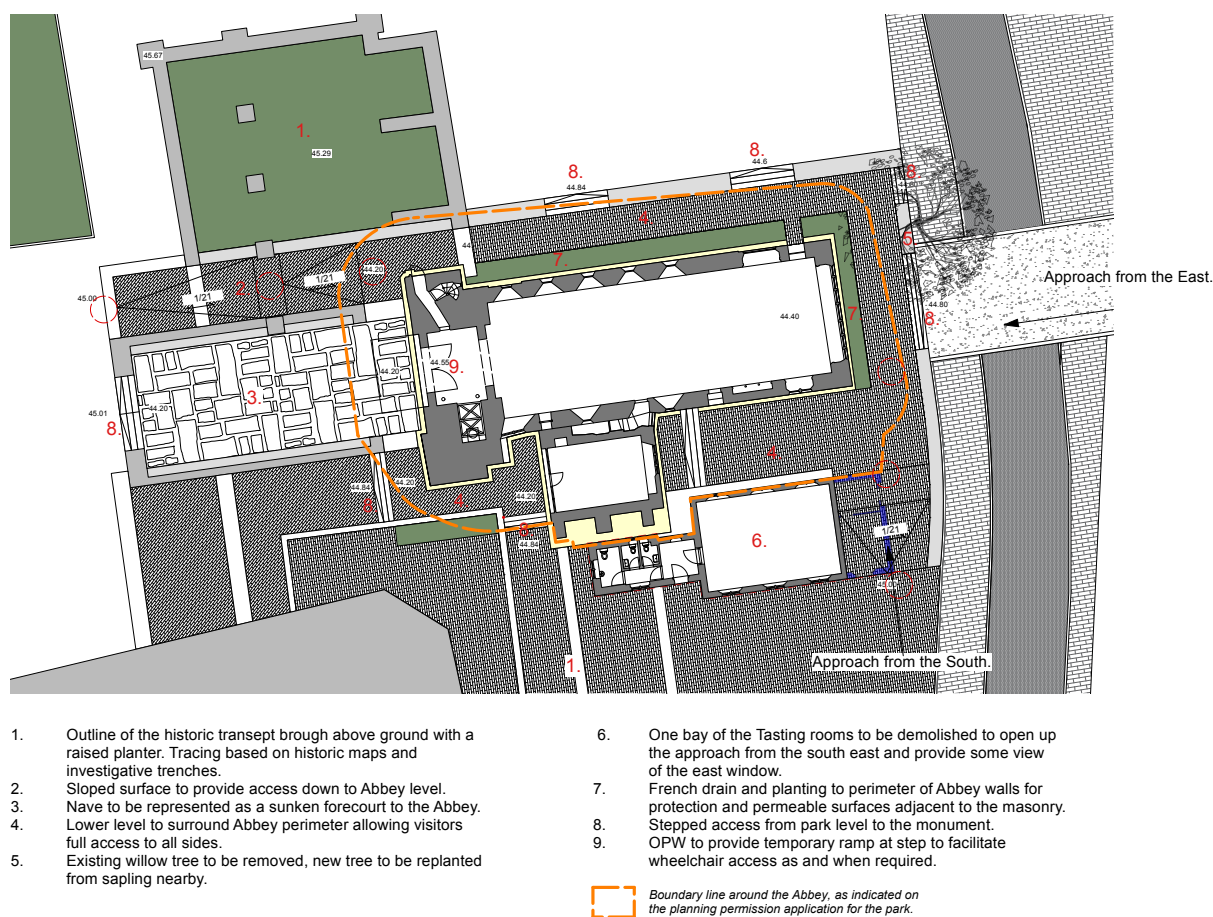 45.67
1.
45.29
8.
44.6
8.
44.84
8.
44.80
4.
5.
Approach from the East.
44
7.
44.20
1/21
2.
1/21
45.00
7.
44.40
44.80
8.
44.55
9.
44.20
3.
44.20
45.01
8.
4.
44.84
44.20
44.20
8.
4.
8.
44.84
6.
1/21
45.00
1.
Approach from the South.
1. Outline of the historic transept brough above ground with a
raised planter. Tracing based on historic maps and
investigative trenches.
2. Sloped surface to provide access down to Abbey level.
3. Nave to be represented as a sunken forecourt to the Abbey.
4. Lower level to surround Abbey perimeter allowing visitors
full access to all sides.
5. Existing willow tree to be removed, new tree to be replanted
from sapling nearby.
6. One bay of the Tasting rooms to be demolished to open up
the approach from the south east and provide some view
of the east window.
7. French drain and planting to perimeter of Abbey walls for
protection and permeable surfaces adjacent to the masonry.
8. Stepped access from park level to the monument.
9. OPW to provide temporary ramp at step to facilitate
wheelchair access as and when required.
Boundary line around the Abbey, as indicated on
the planning permission application for the park.